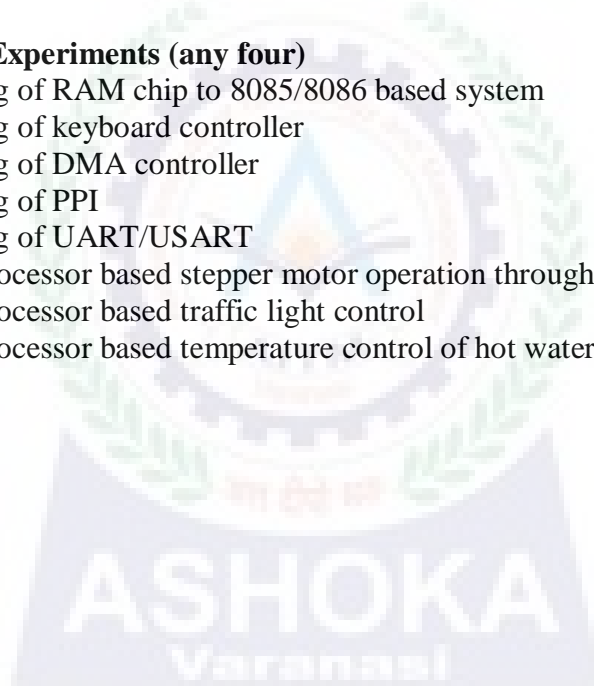 Experiments (any four)
g of RAM chip to 8085/8086 based system
g of keyboard controller
g of DMA controller
g of PPI
g of UART/USART
ocessor based stepper motor operation through
ocessor based traffic light control
ocessor based temperature control of hot water
ASHOKA
Varanasi